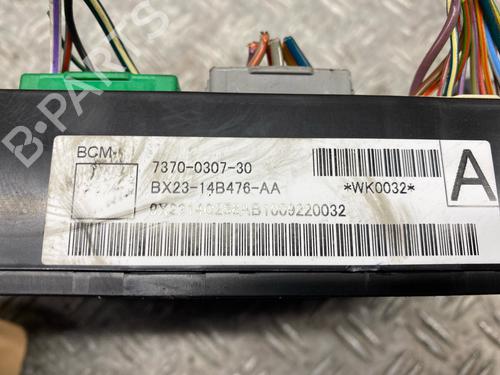 B-PARTS
BCM
7370-0307-30
BX23-14B476-AA
*WK0032*
A